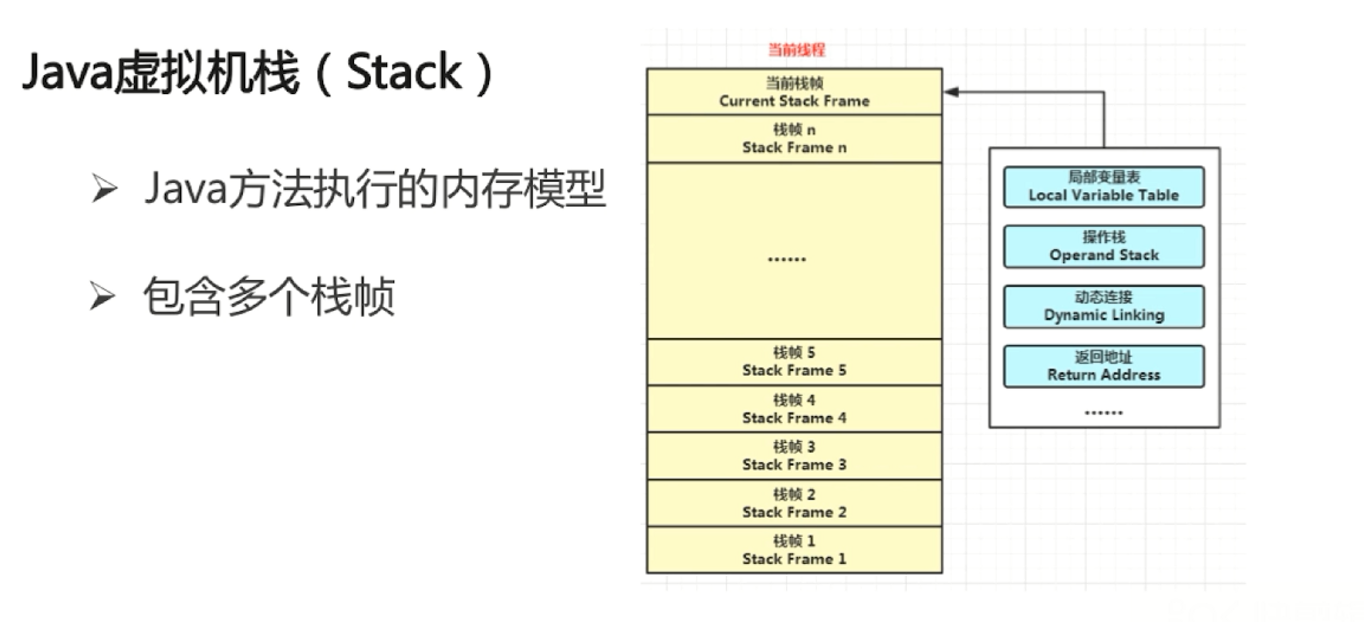 Java虚拟机栈（Stack）
Java方法执行的内存模型
包含多个栈帧
当前线程
当前栈帧
Current Stack Frame
栈帧 n
Stack Frame n
......
栈帧 5
Stack Frame 5
栈帧 4
Stack Frame 4
栈帧 3
Stack Frame 3
栈帧 2
Stack Frame 2
栈帧 1
Stack Frame 1
局部变量表
Local Variable Table
操作栈
Operand Stack
动态连接
Dynamic Linking
返回地址
Return Address
......